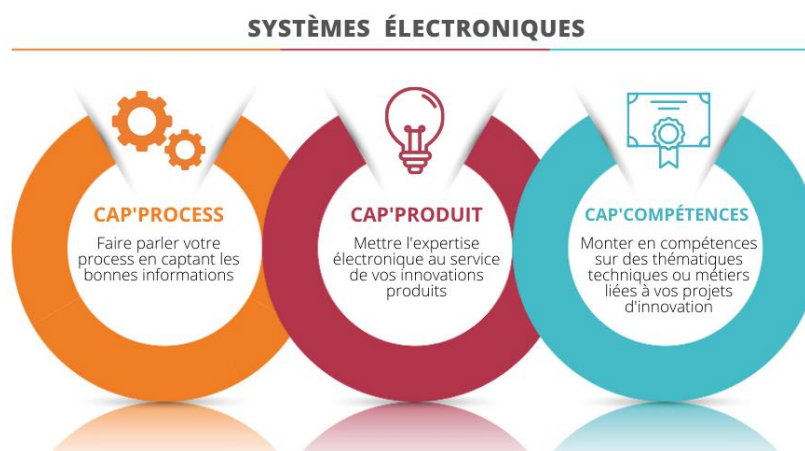 SYSTÈMES ÉLECTRONIQUES
CAP'PROCESS
Faire parler votre
process en captant les
bonnes informations
CAP'PRODUIT
Mettre l'expertise
électronique au service
de vos innovations
produits
CAP'COMPÉTENCES
Monter en compétences
sur des thématiques
techniques ou métiers
liées à vos projets
d'innovation